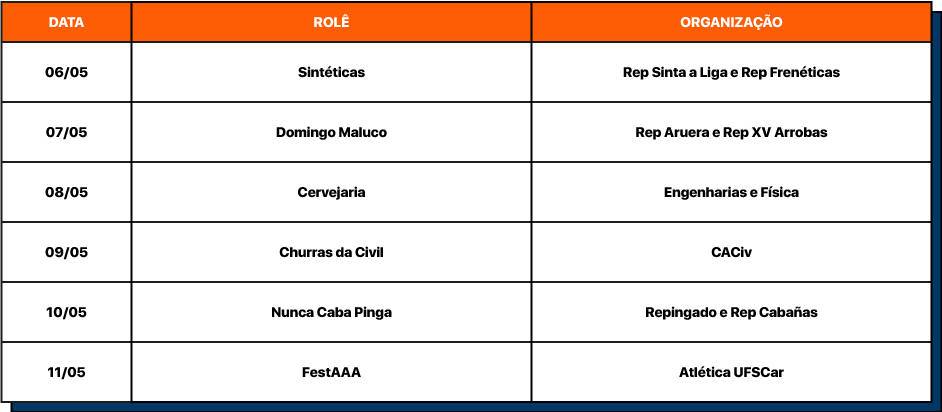 DATA ROLÊ ORGANIZAÇÃO
06/05 Sintéticas Rep Sinta a Liga e Rep Frenéticas
07/05 Domingo Maluco Rep Aruera e Rep XV Arrobas
08/05 Cervejaria Engenharias e Física
09/05 Churras da Civil CACiv
10/05 Nunca Caba Pinga Repingado e Rep Cabañas
11/05 FestAAA Atlética UFSCar